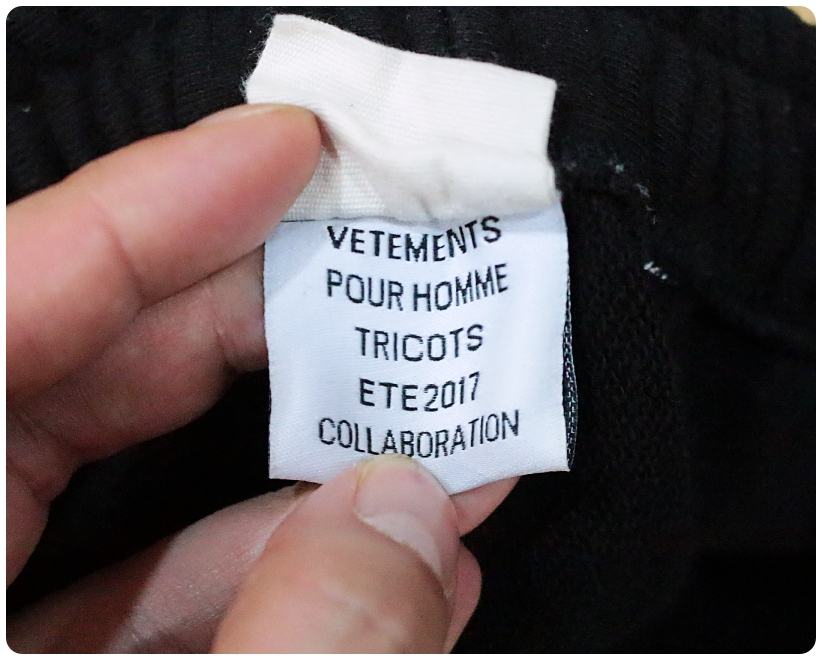 VETEMENTS
POUR HOMME
TRICOTS
ETE2017
COLLABORATION